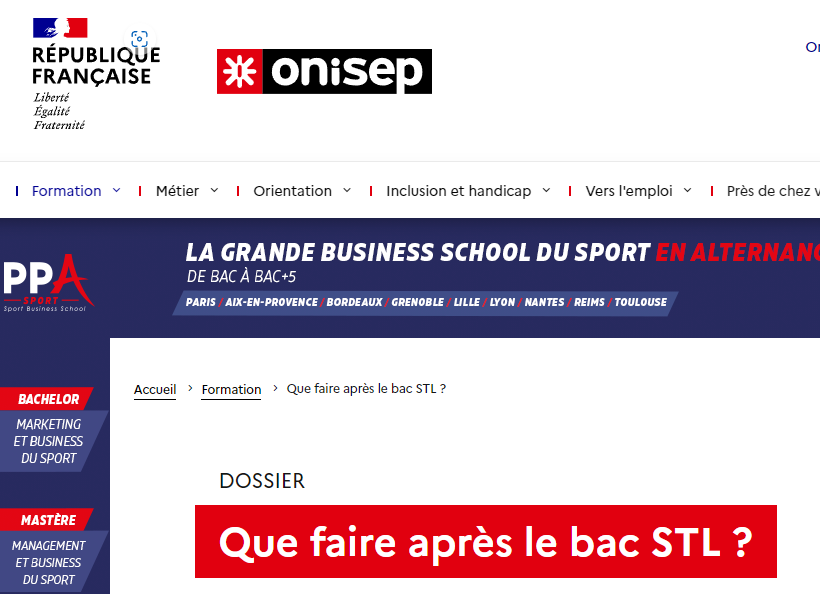 RÉPUBLIQUE
FRANÇAISE
Liberté
Égalité
Fraternité
onisep
Formation
Métier
Orientation
Inclusion et handicap
Vers l'emploi
Près de chez
PPA
SPORT
Sport Business School
LA GRANDE BUSINESS SCHOOL DU SPORT EN
DE BAC À BAC+5
PARIS / AIX-EN-PROVENCE / BORDEAUX / GRENOBLE / LILLE / LYON / NANTES / REIMS / TOULOUSE
BACHELOR
MARKETING
ET BUSINESS
DU SPORT
MASTÈRE
MANAGEMENT
ET BUSINESS
DU SPORT
Accueil > Formation > Que faire après le bac STL ?
DOSSIER
Que faire après le bac STL ?